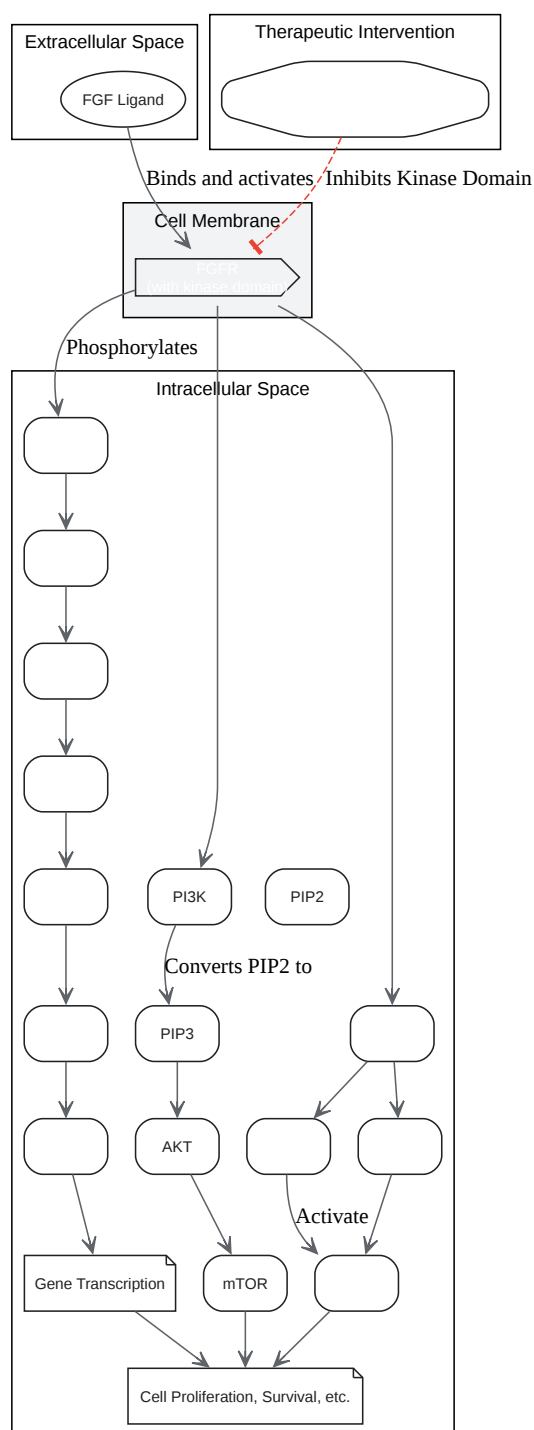 Extracellular Space
Therapeutic Intervention
FGF Ligand
Binds and activates
Inhibits Kinase Domain
Cell Membrane
FGFR
(with kinase domain)
Phosphorylates
Intracellular Space
PI3K
PIP2
Converts PIP2 to
PIP3
AKT
Activate
Gene Transcription
mTOR
Cell Proliferation, Survival, etc.